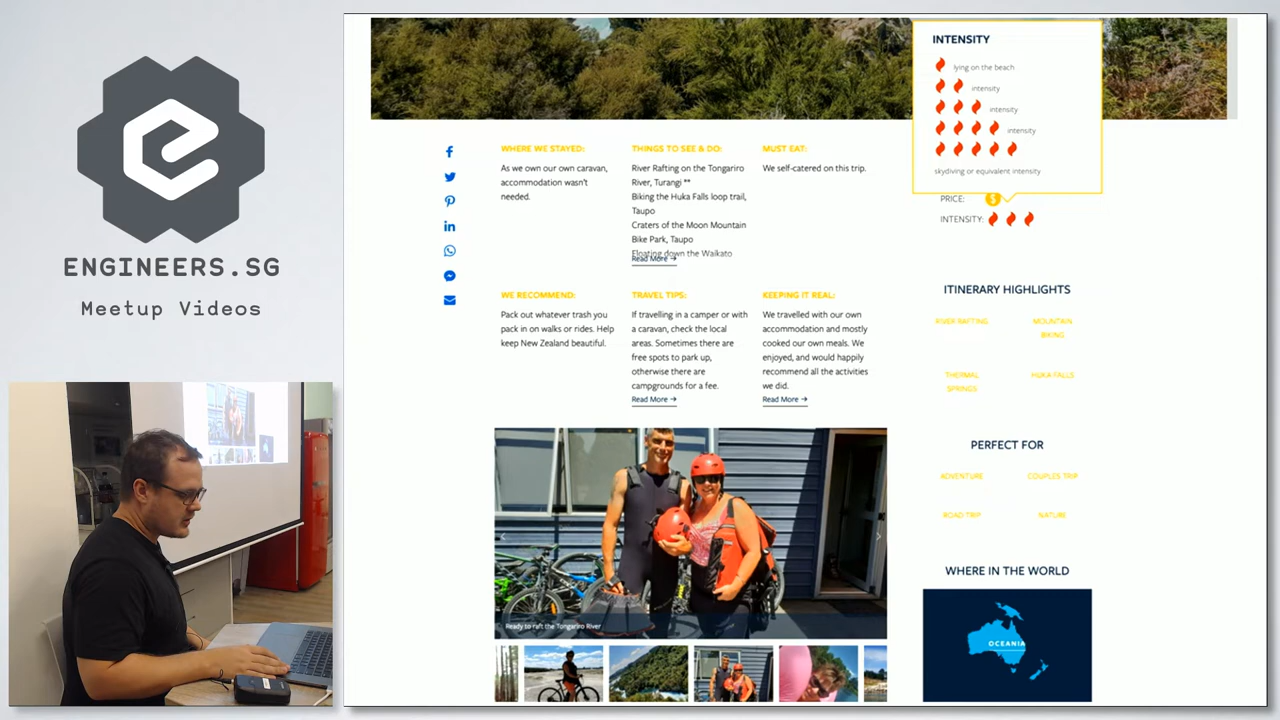 ENGINEERS.SG
Meetup Videos
INTENSITY
lying on the beach
intensity
intensity
intensity
skydiving or equivalent intensity
PRICE:
$
INTENSITY:
WHERE WE STAYED:
As we own our own caravan,
accommodation wasn't
needed.
THINGS TO SEE & DO:
River Rafting on the Tongariro
River, Turangi **
Biking the Huka Falls loop trail,
Taupo
Craters of the Moon Mountain
Bike Park, Taupo
Floating down the Waikato
Read More →
MUST EAT:
We self-catered on this trip.
WE RECOMMEND:
Pack out whatever trash you
pack in on walks or rides. Help
keep New Zealand beautiful.
TRAVEL TIPS:
If travelling in a camper or with
a caravan, check the local
areas. Sometimes there are
free spots to park up,
otherwise there are
campgrounds for a fee.
Read More →
KEEPING IT REAL:
We travelled with our own
accommodation and mostly
cooked our own meals. We
enjoyed, and would happily
recommend all the activities
we did.
Read More →
Ready to raft the Tongariro River
ITINERARY HIGHLIGHTS
RIVER RAFTING
MOUNTAIN
BIKING
THERMAL
SPRINGS
HUKA FALLS
PERFECT FOR
ADVENTURE
COUPLES TRIP
ROAD TRIP
NATURE
WHERE IN THE WORLD
OCEANIA